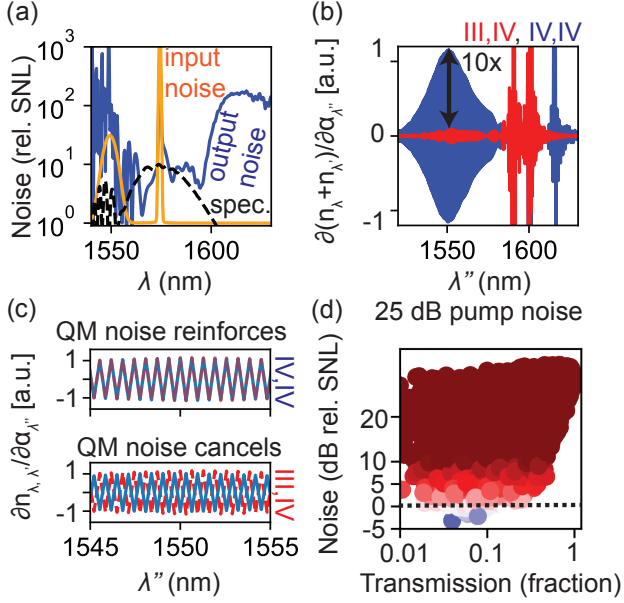 (a)
Noise (rel. SNL)
10³
10²
10¹
10⁰
input
noise
output
noise
spec.
1550
1600
λ (nm)
(b)
III,IV, IV,IV
∂(n_λ+n_λ')/∂α_λ'' [a.u.]
1
0
-1
10x
1550
1600
λ'' (nm)
(c)
QM noise reinforces
∂n_λ, λ'/∂α_λ'' [a.u.]
1
-1
IV,IV
QM noise cancels
1
-1
III,IV
1545
1550
1555
λ'' (nm)
(d)
25 dB pump noise
Noise (dB rel. SNL)
20
10
5
0
-5
0.01
0.1
1
Transmission (fraction)